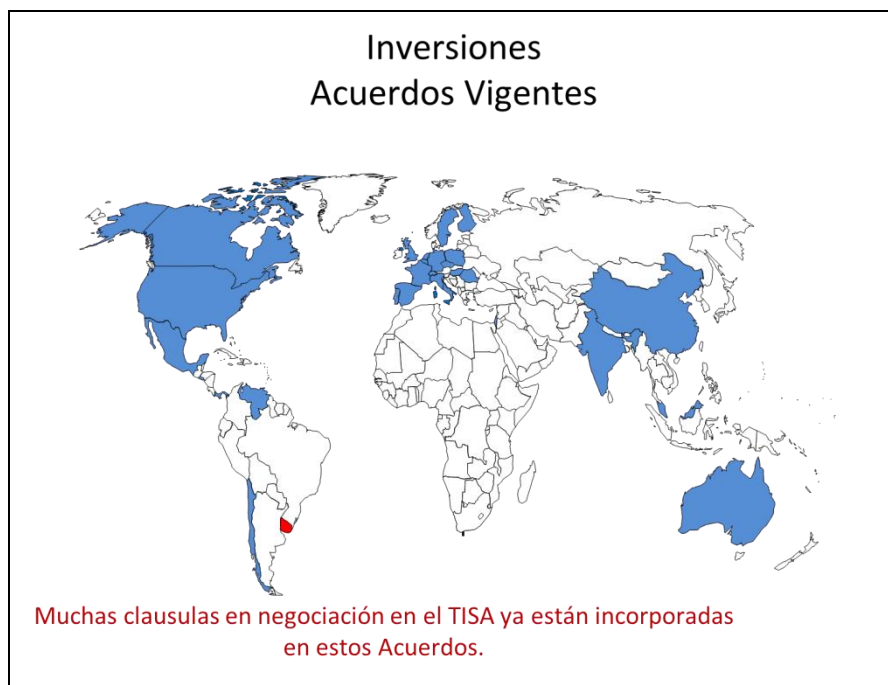 Inversiones
Acuerdos Vigentes
Muchas clausulas en negociación en el TISA ya están incorporadas
en estos Acuerdos.